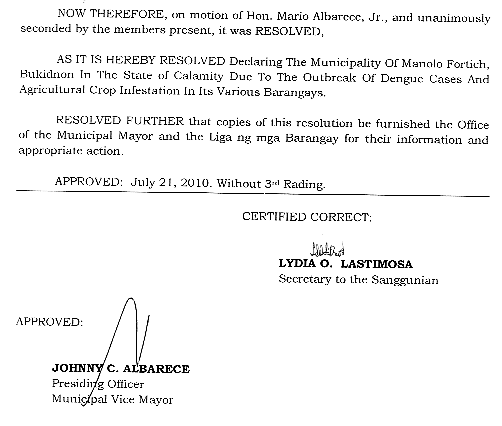 NOW THEREFORE, on motion of Hon. Mario Albarece, Jr., and unanimously
seconded by the members present, it was RESOLVED,
AS IT IS HEREBY RESOLVED Declaring The Municipality Of Manolo Fortich,
Bukidnon In The State of Calamity Due To The Outbreak Of Dengue Cases And
Agricultural Crop Infestation In Its Various Barangays.
RESOLVED FURTHER that copies of this resolution be furnished the Office
of the Municipal Mayor and the Liga ng mga Barangay for their information and
appropriate action.
APPROVED: July 21, 2010. Without 3rd Rading.
CERTIFIED CORRECT:
LYDIA O. LASTIMOSA
Secretary to the Sanggunian
APPROVED:
JOHNNY C. ALBARECE
Presiding Officer
Municipal Vice Mayor